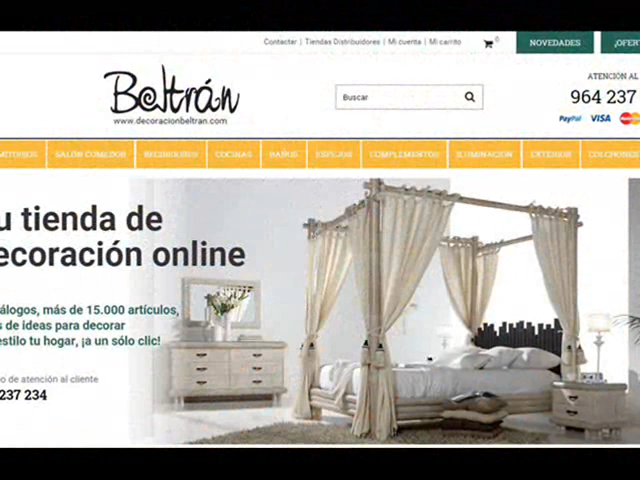 Contactar | Tiendas Distribuidores | Mi cuenta | Mi carrito
0
NOVEDADES
¡OFERT
Beltrán
www.decoracionbeltran.com
Buscar
ATENCIÓN AL
964 237
PayPal VISA
SALÓN COMEDOR
RECIBIDORES
COCINAS
BAÑOS
ESPEJOS
COMPLEMENTOS
ILUMINACIÓN
EXTERIOR
COLCHONES
u tienda de
ecoración online
álogos, más de 15.000 artículos,
s de ideas para decorar
estilo tu hogar, ¡a un sólo clic!
o de atención al cliente
237 234